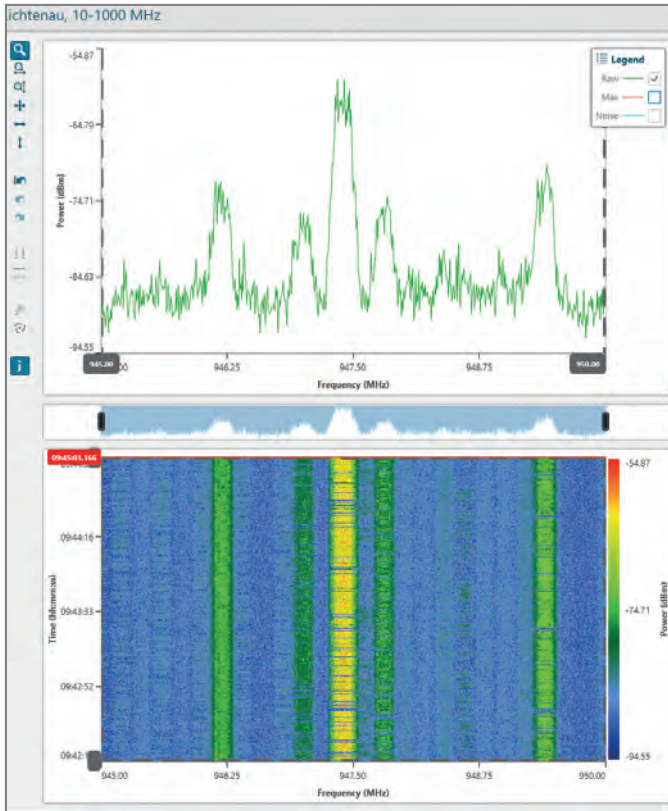 ichtenau, 10-1000 MHz
Legend
Raw
Max
Noise
-54.87
-64.79
-74.71
-84.63
-94.55
Power (dBm)
945.00
946.25
947.50
948.75
950.00
Frequency (MHz)
09:45:01.166
09:44:16
09:43:33
09:42:52
09:42:1
Time (hh:mm:ss)
945.00
946.25
947.50
948.75
950.00
Frequency (MHz)
-54.87
-74.71
-94.55
Power (dBm)